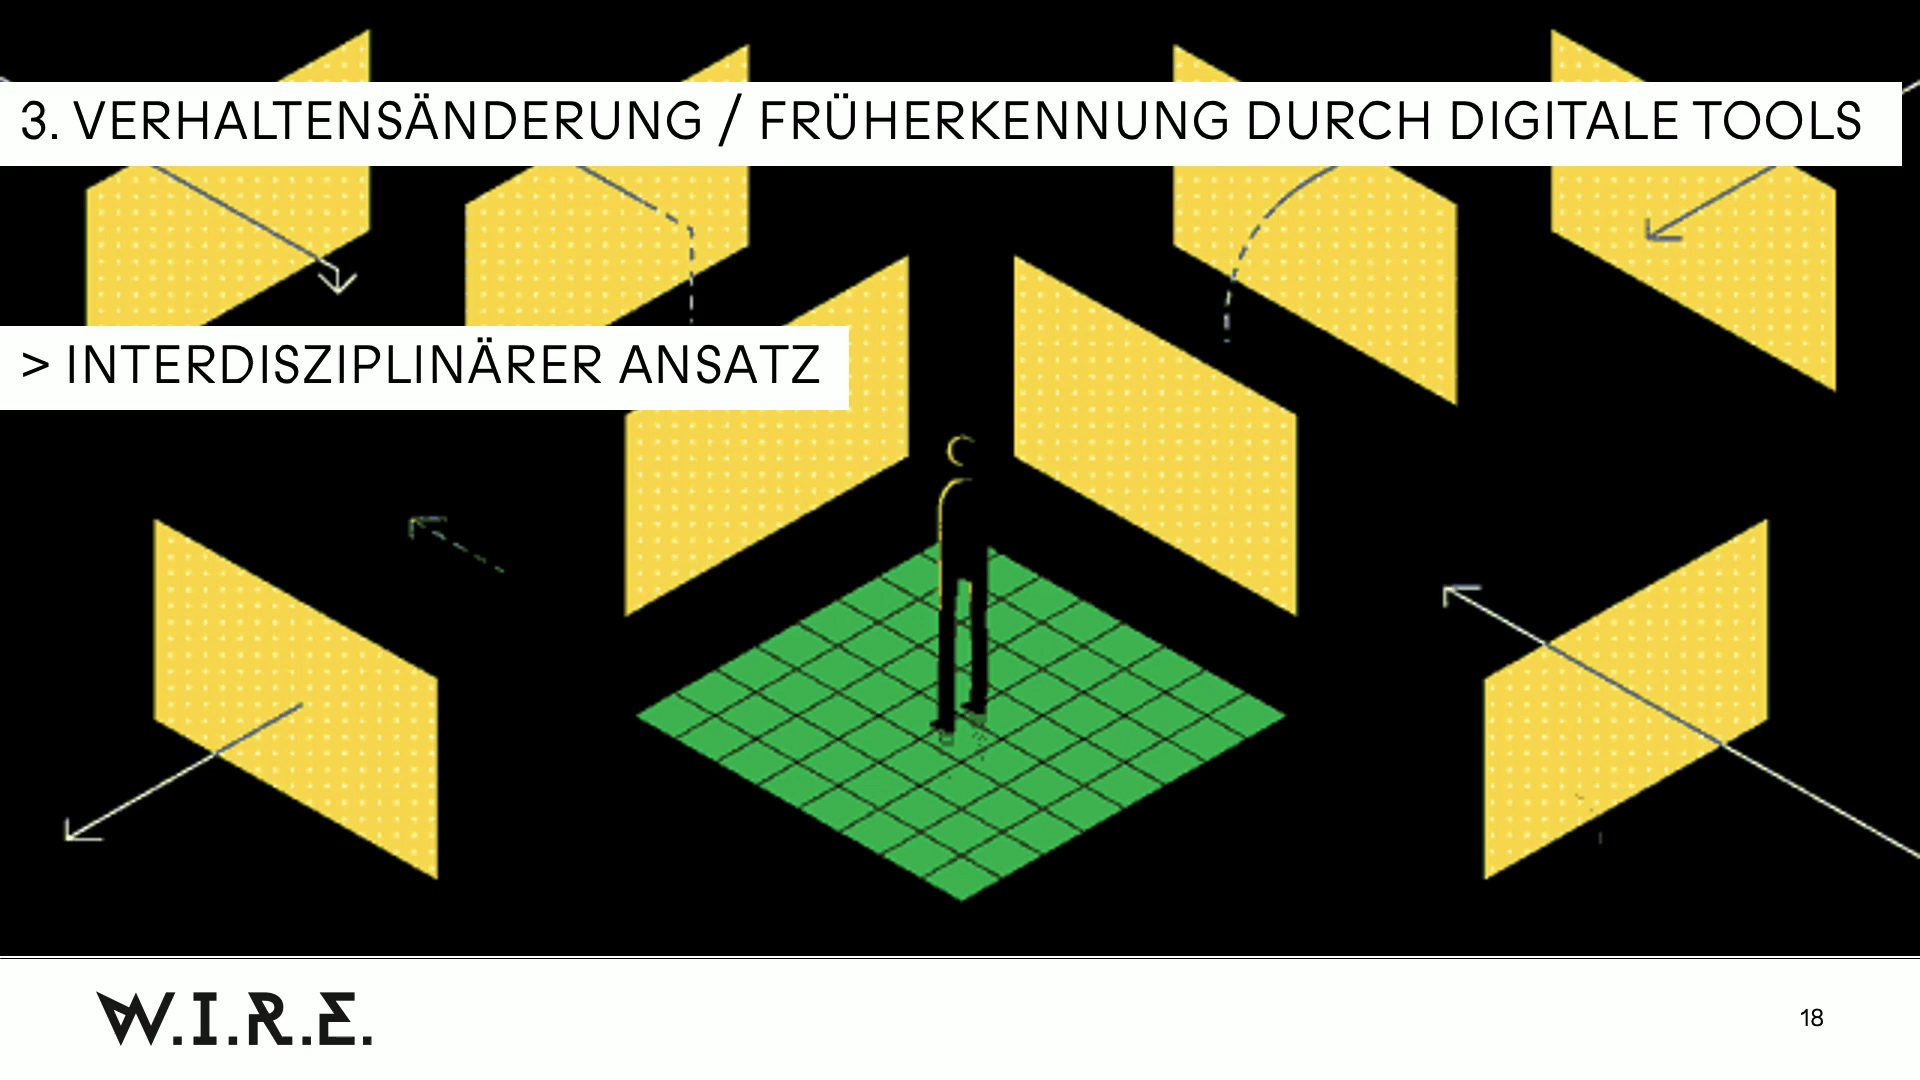 3. VERHALTENSÄNDERUNG / FRÜHERKENNUNG DURCH DIGITALE TOOLS
> INTERDISZIPLINÄRER ANSATZ
W.I.R.E.
18